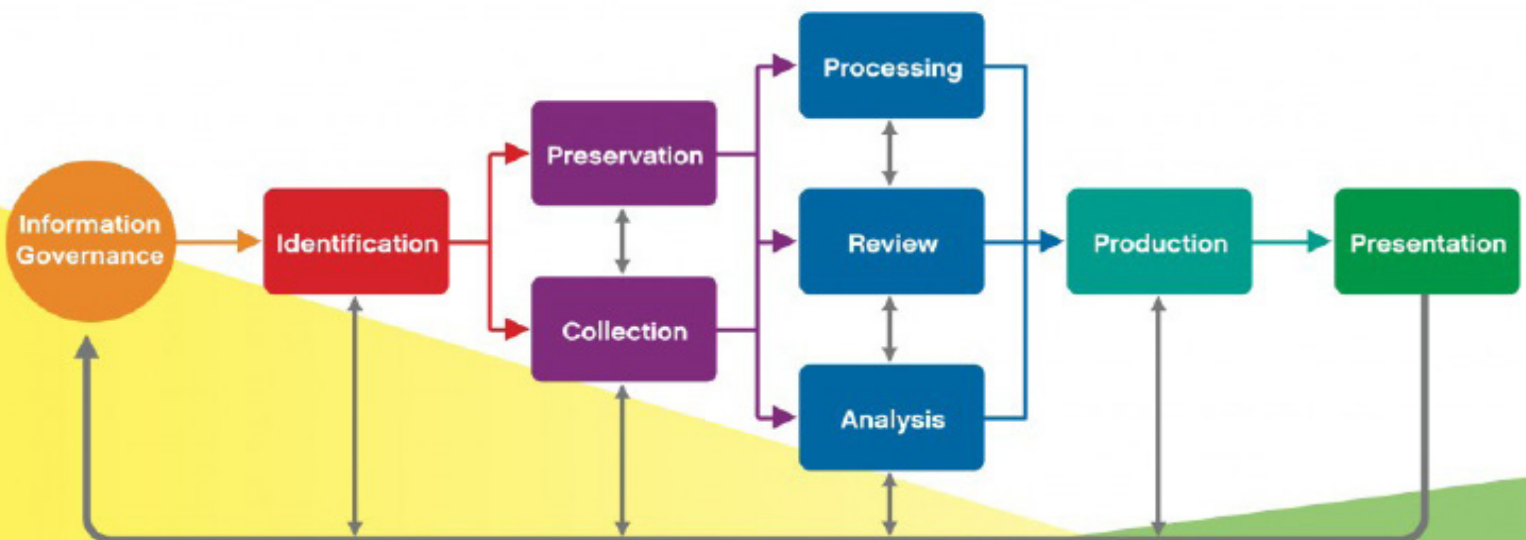 Information
Governance
Identification
Preservation
Collection
Processing
Review
Analysis
Production
Presentation